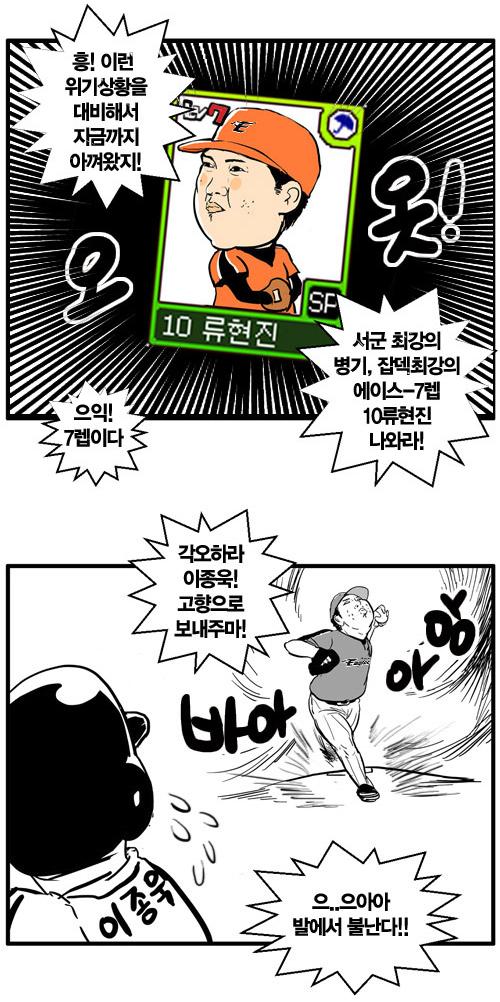 흥! 이런
위기상황을
대비해서
지금까지
아껴왔지!
Lv7
E
오
옷!
SP
10 류현진
서군 최강의
병기, 잡덱최강의
에이스-7렙
10류현진
나와라!
으익!
7렙이다
각오하라
이종욱!
고향으로
보내주마!
Eagles
바아
아앙
이종욱
으..으아아
발에서 불난다!!